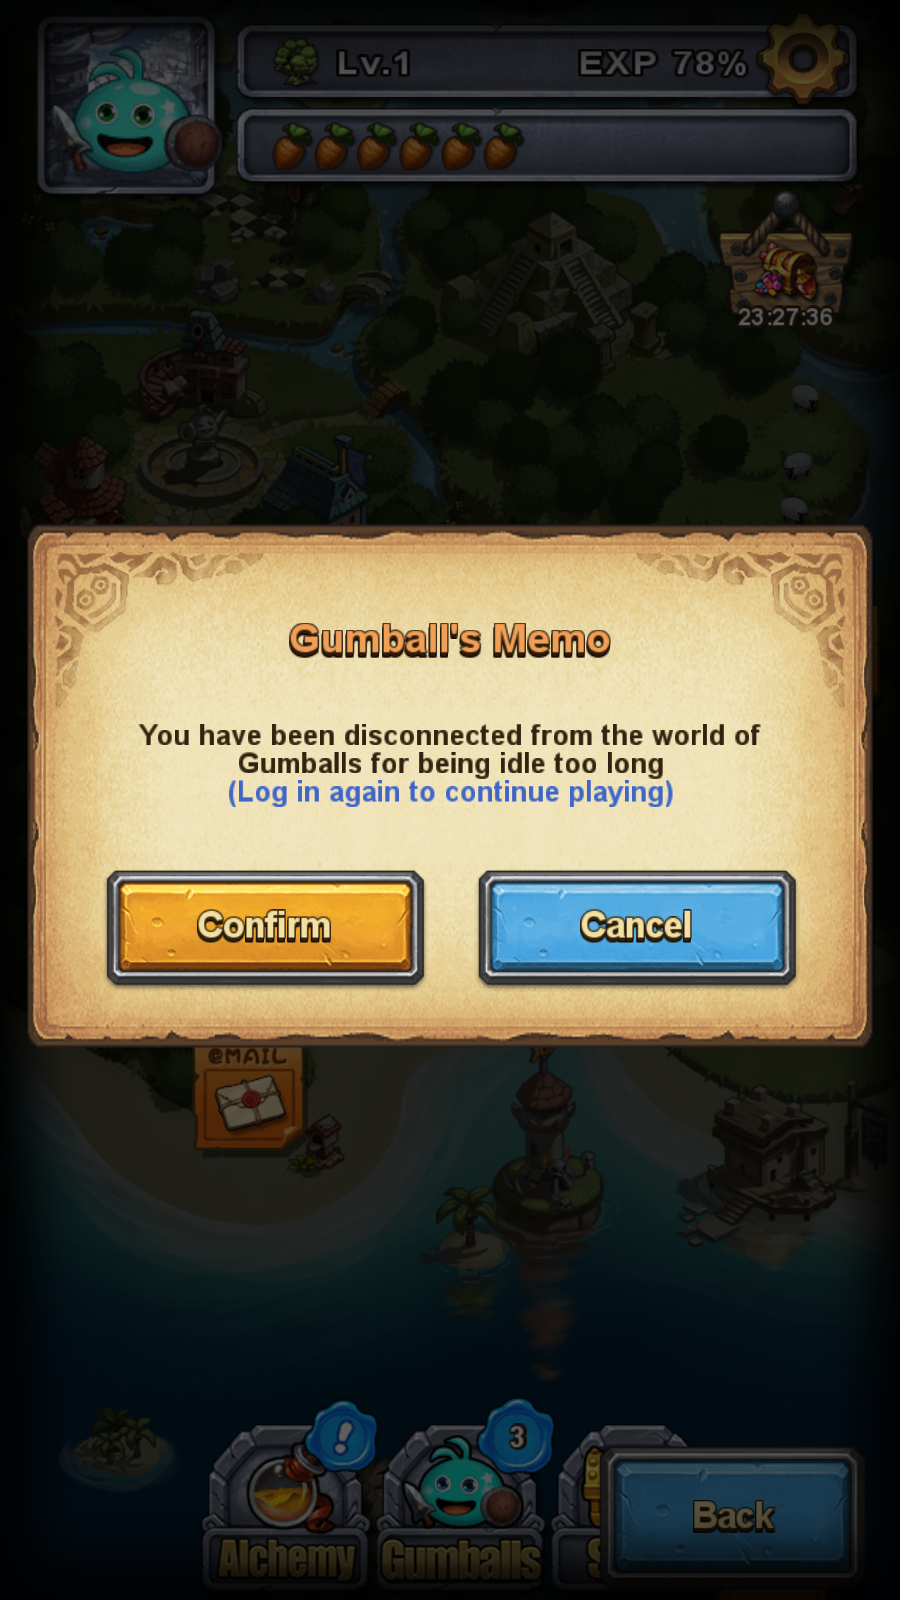 Lv.1 EXP 78%
23:27:36
Gumball's Memo
You have been disconnected from the world of
Gumballs for being idle too long
(Log in again to continue playing)
Confirm Cancel
@MAIL
! 3
Back
Alchemy Gumballs